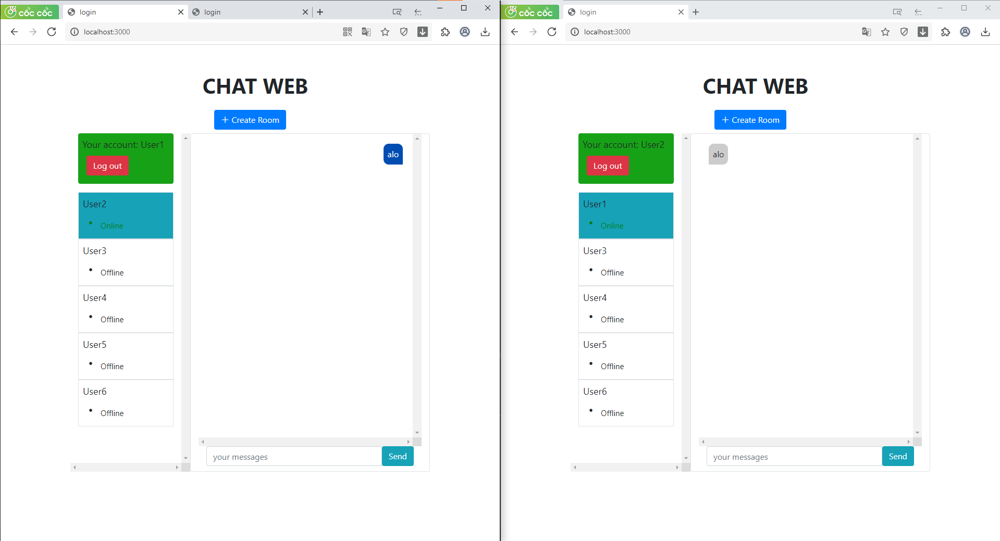 cốc cốc
login
login
localhost:3000
CHAT WEB
+ Create Room
Your account: User1
Log out
User2
• Online
User3
• Offline
User4
• Offline
User5
• Offline
User6
• Offline
alo
your messages
Send
cốc cốc
login
localhost:3000
CHAT WEB
+ Create Room
Your account: User2
Log out
User1
• Online
User3
• Offline
User4
• Offline
User5
• Offline
User6
• Offline
alo
your messages
Send